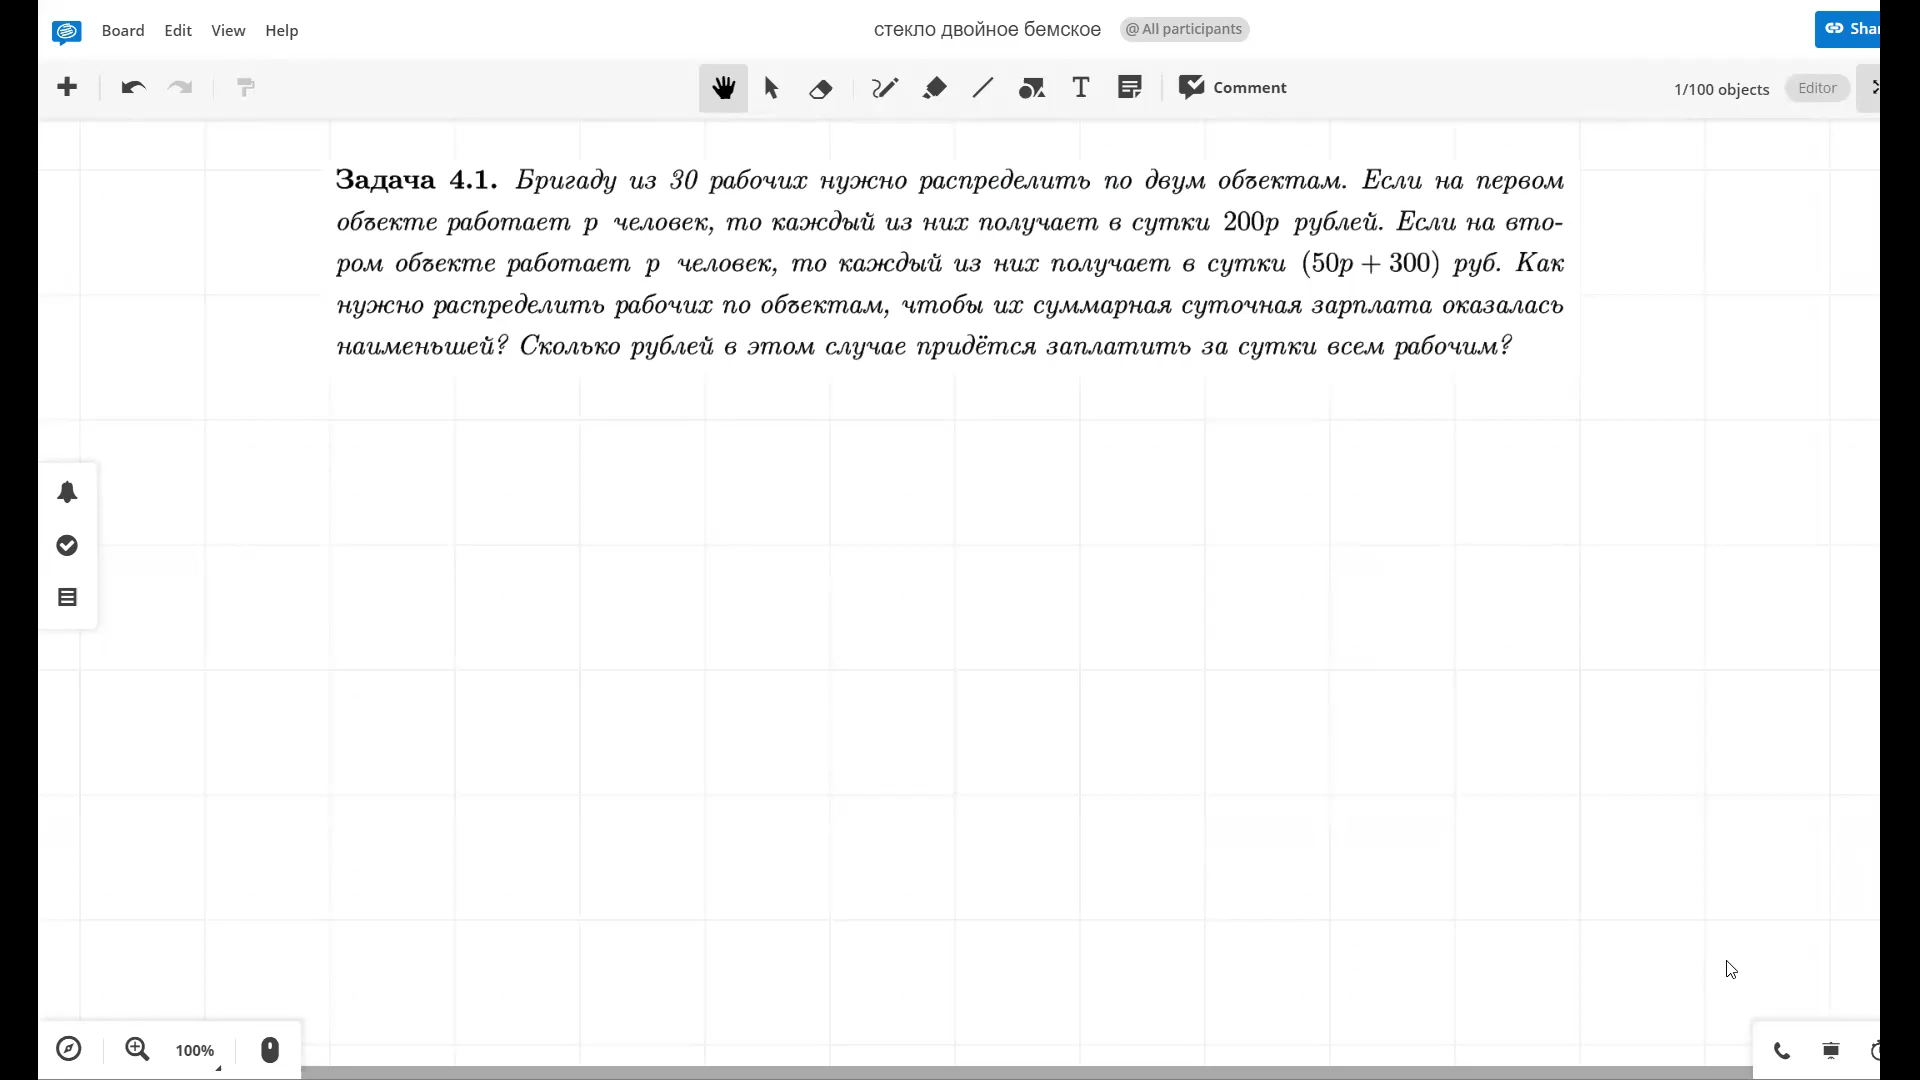 Board Edit View Help
стекло двойное бемское @ All participants
Comment
1/100 objects Editor
Задача 4.1. Бригаду из 30 рабочих нужно распределить по двум объектам. Если на первом
объекте работает p человек, то каждый из них получает в сутки 200p рублей. Если на вто-
ром объекте работает p человек, то каждый из них получает в сутки (50p + 300) руб. Как
нужно распределить рабочих по объектам, чтобы их суммарная суточная зарплата оказалась
наименьшей? Сколько рублей в этом случае придётся заплатить за сутки всем рабочим?
100%